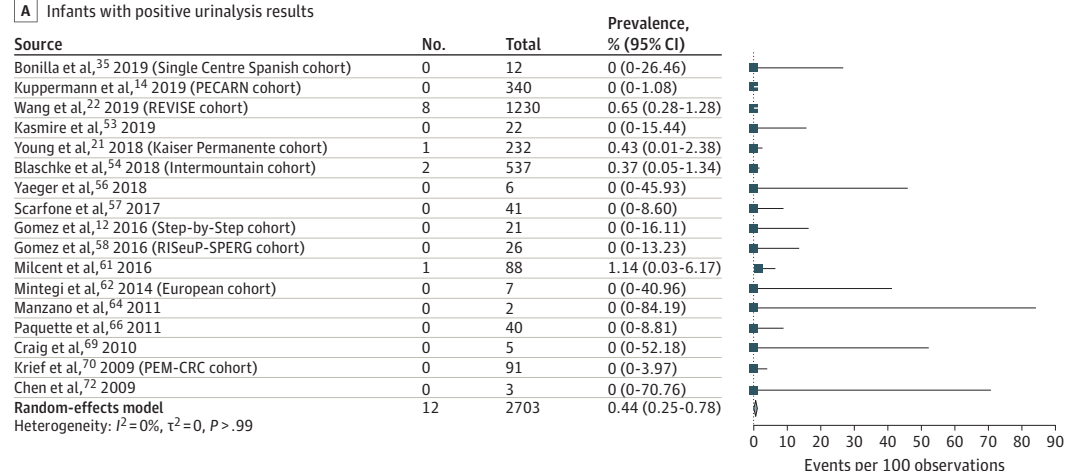 A Infants with positive urinalysis results
Source No. Total Prevalence, % (95% CI)
Bonilla et al,35 2019 (Single Centre Spanish cohort) 0 12 0 (0-26.46)
Kuppermann et al,14 2019 (PECARN cohort) 0 340 0 (0-1.08)
Wang et al,22 2019 (REVISE cohort) 8 1230 0.65 (0.28-1.28)
Kasmire et al,53 2019 0 22 0 (0-15.44)
Young et al,21 2018 (Kaiser Permanente cohort) 1 232 0.43 (0.01-2.38)
Blaschke et al,54 2018 (Intermountain cohort) 2 537 0.37 (0.05-1.34)
Yaeger et al,56 2018 0 6 0 (0-45.93)
Scarfone et al,57 2017 0 41 0 (0-8.60)
Gomez et al,12 2016 (Step-by-Step cohort) 0 21 0 (0-16.11)
Gomez et al,58 2016 (RISeuP-SPERG cohort) 0 26 0 (0-13.23)
Milcent et al,61 2016 1 88 1.14 (0.03-6.17)
Mintegi et al,62 2014 (European cohort) 0 7 0 (0-40.96)
Manzano et al,64 2011 0 2 0 (0-84.19)
Paquette et al,66 2011 0 40 0 (0-8.81)
Craig et al,69 2010 0 5 0 (0-52.18)
Krief et al,70 2009 (PEM-CRC cohort) 0 91 0 (0-3.97)
Chen et al,72 2009 0 3 0 (0-70.76)
Random-effects model 12 2703 0.44 (0.25-0.78)
Heterogeneity: I2=0%, τ2=0, P>.99
0 10 20 30 40 50 60 70 80 90
Events per 100 observations